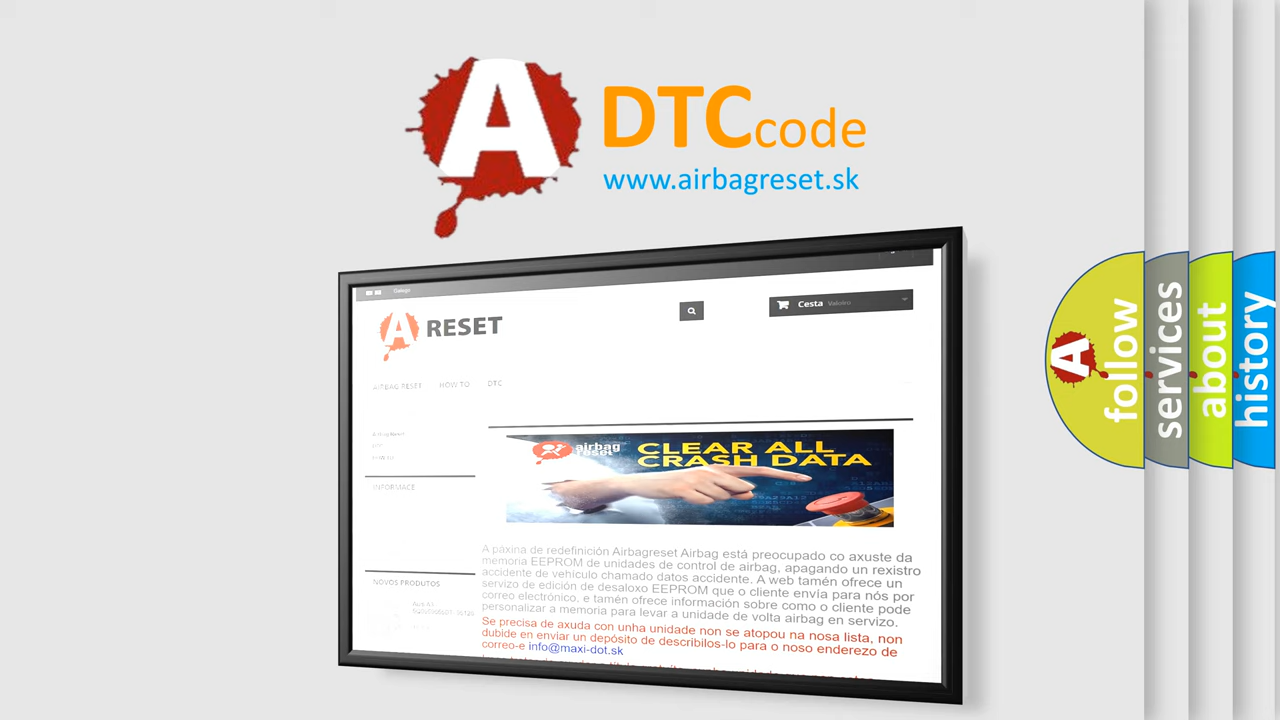 A
DTCcode
www.airbagreset.sk
Galego
A RESET
Cesta Valeiro
AIRBAG RESET HOW TO DTC
INFORMACE
NOVOS PRODUTOS
airbag
reset
CLEAR ALL
CRASH DATA
A páxina de redefinición Airbagreset Airbag está preocupado co axuste da
memoria EEPROM de unidades de control de airbag, apagando un rexistro
accidente de vehículo chamado datos accidente. A web tamén ofrece un
servizo de edición de desaloxo EEPROM que o cliente envía para nós por
correo electrónico, e tamén ofrece información sobre como o cliente pode
personalizar a memoria para levar a unidade de volta airbag en servizo.
Se precisa de axuda con unha unidade non se atopou na nosa lista, non
dubide en enviar un depósito de describilos-lo para o noso enderezo de
correo-e info@maxi-dot.sk
A
follow
services
about
history